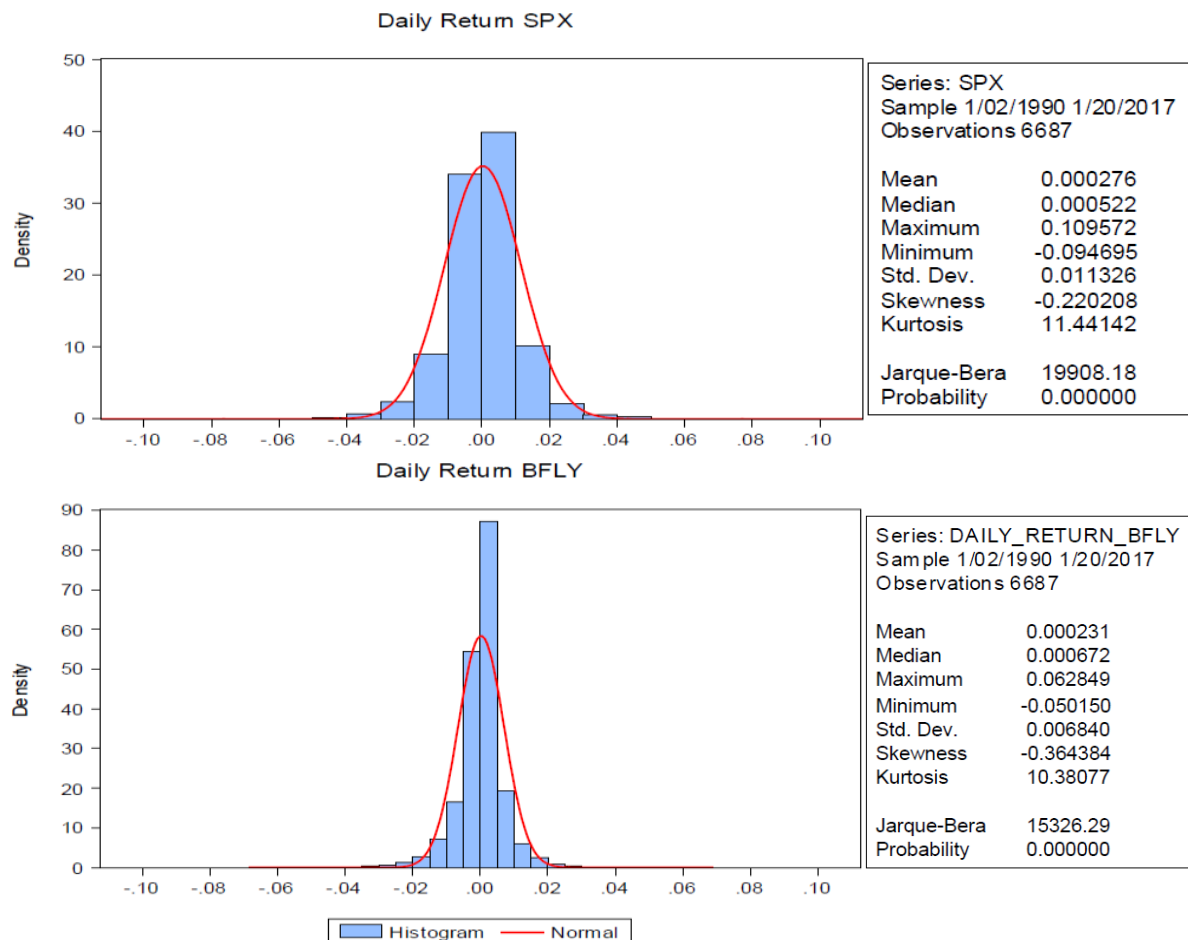 Daily Return SPX
50
40
30
20
10
0
Density
-.10 -.08 -.06 -.04 -.02 .00 .02 .04 .06 .08 .10
Series: SPX
Sample 1/02/1990 1/20/2017
Observations 6687
Mean 0.000276
Median 0.000522
Maximum 0.109572
Minimum -0.094695
Std. Dev. 0.011326
Skewness -0.220208
Kurtosis 11.44142
Jarque-Bera 19908.18
Probability 0.000000
Daily Return BFLY
90
80
70
60
50
40
30
20
10
0
Density
-.10 -.08 -.06 -.04 -.02 .00 .02 .04 .06 .08 .10
Series: DAILY_RETURN_BFLY
Sample 1/02/1990 1/20/2017
Observations 6687
Mean 0.000231
Median 0.000672
Maximum 0.062849
Minimum -0.050150
Std. Dev. 0.006840
Skewness -0.364384
Kurtosis 10.38077
Jarque-Bera 15326.29
Probability 0.000000
Histogram Normal